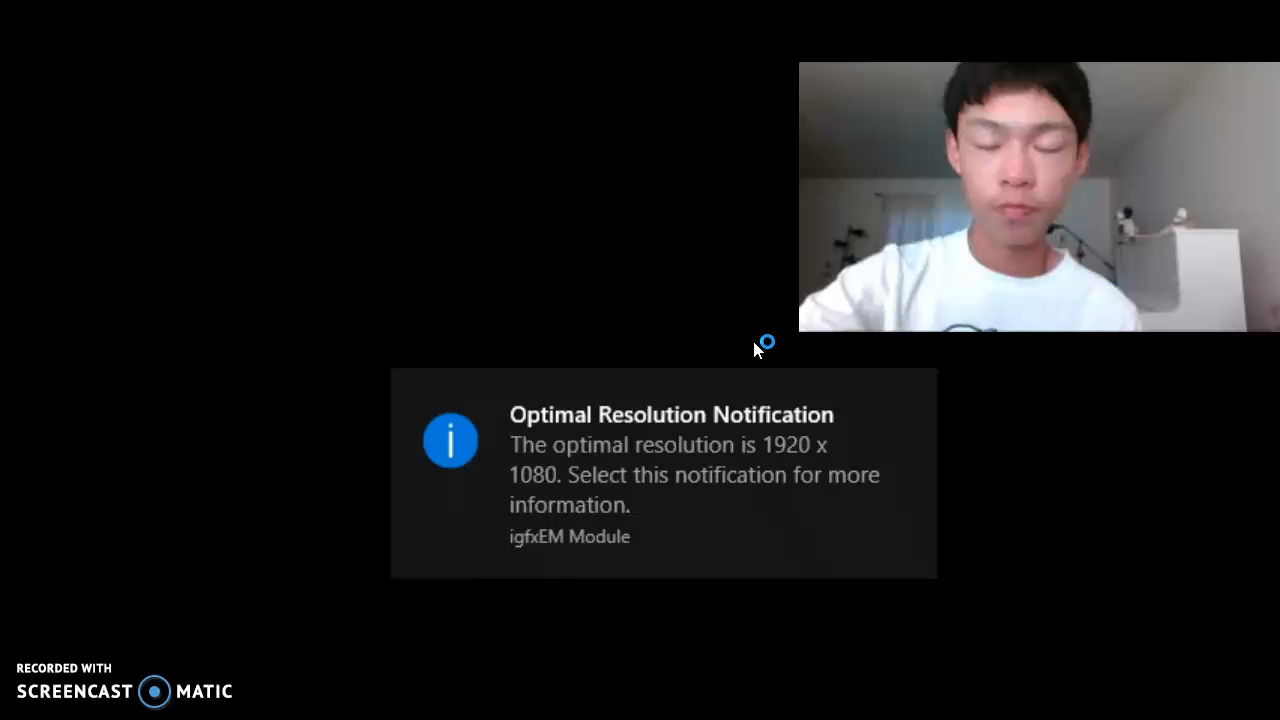 Optimal Resolution Notification
The optimal resolution is 1920 x
1080. Select this notification for more
information.
igfxEM Module
RECORDED WITH
SCREENCAST MATIC